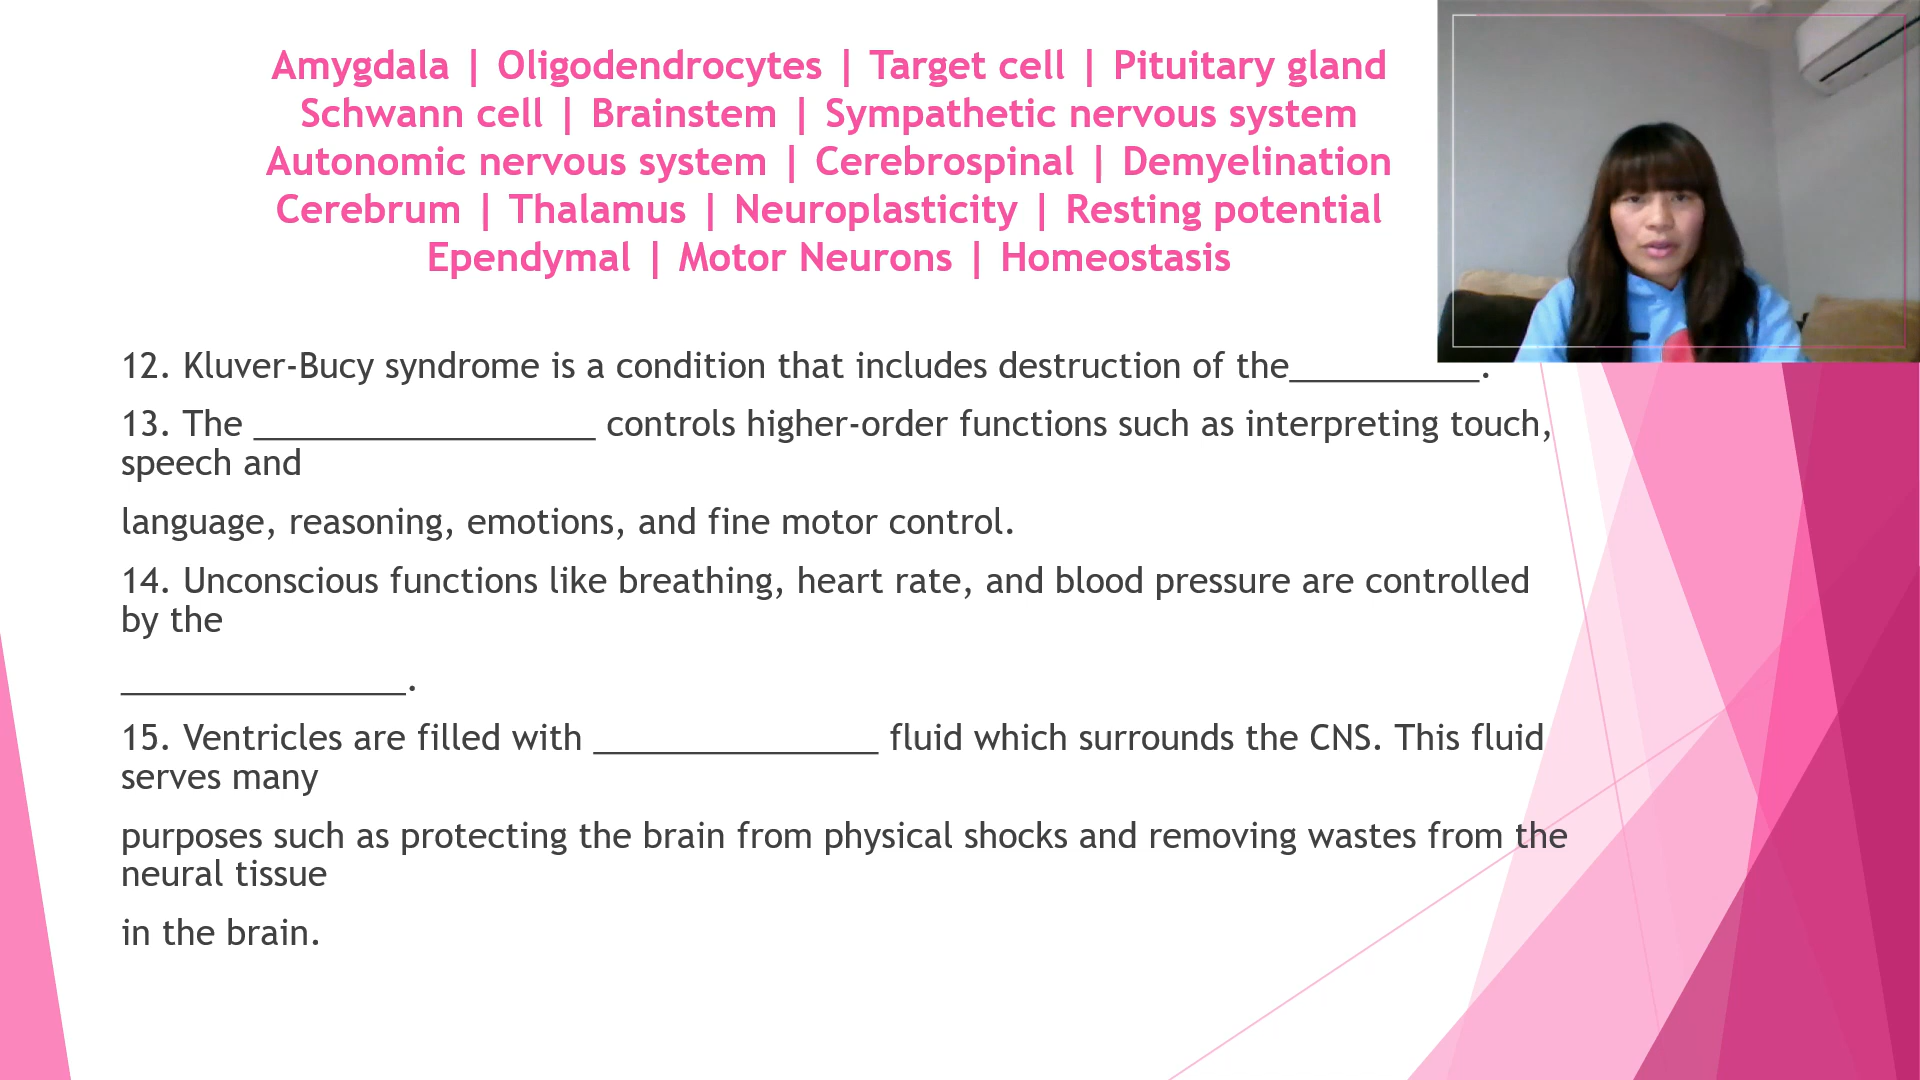 Amygdala | Oligodendrocytes | Target cell | Pituitary gland
Schwann cell | Brainstem | Sympathetic nervous system
Autonomic nervous system | Cerebrospinal | Demyelination
Cerebrum | Thalamus | Neuroplasticity | Resting potential
Ependymal | Motor Neurons | Homeostasis
12. Kluver-Bucy syndrome is a condition that includes destruction of the__________.
13. The __________________ controls higher-order functions such as interpreting touch,
speech and
language, reasoning, emotions, and fine motor control.
14. Unconscious functions like breathing, heart rate, and blood pressure are controlled
by the
_______________.
15. Ventricles are filled with _______________ fluid which surrounds the CNS. This fluid
serves many
purposes such as protecting the brain from physical shocks and removing wastes from the
neural tissue
in the brain.